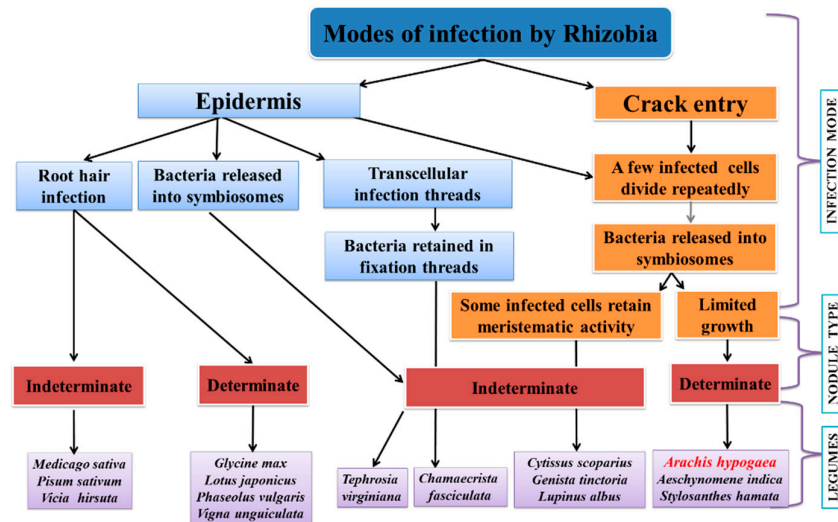 Modes of infection by Rhizobia
Epidermis
Crack entry
Root hair
infection
Bacteria released
into symbiosomes
Transcellular
infection threads
A few infected cells
divide repeatedly
Bacteria retained in
fixation threads
Bacteria released into
symbiosomes
Some infected cells retain
meristematic activity
Limited
growth
Indeterminate
Determinate
Indeterminate
Determinate
Medicago sativa
Pisum sativum
Vicia hirsuta
Glycine max
Lotus japonicus
Phaseolus vulgaris
Vigna unguiculata
Tephrosia
virginiana
Chamaecrista
fasciculata
Cytissus scoparius
Genista tinctoria
Lupinus albus
Arachis hypogaea
Aeschynomene indica
Stylosanthes hamata
INFECTION MODE
NODULE TYPE
LEGUMES